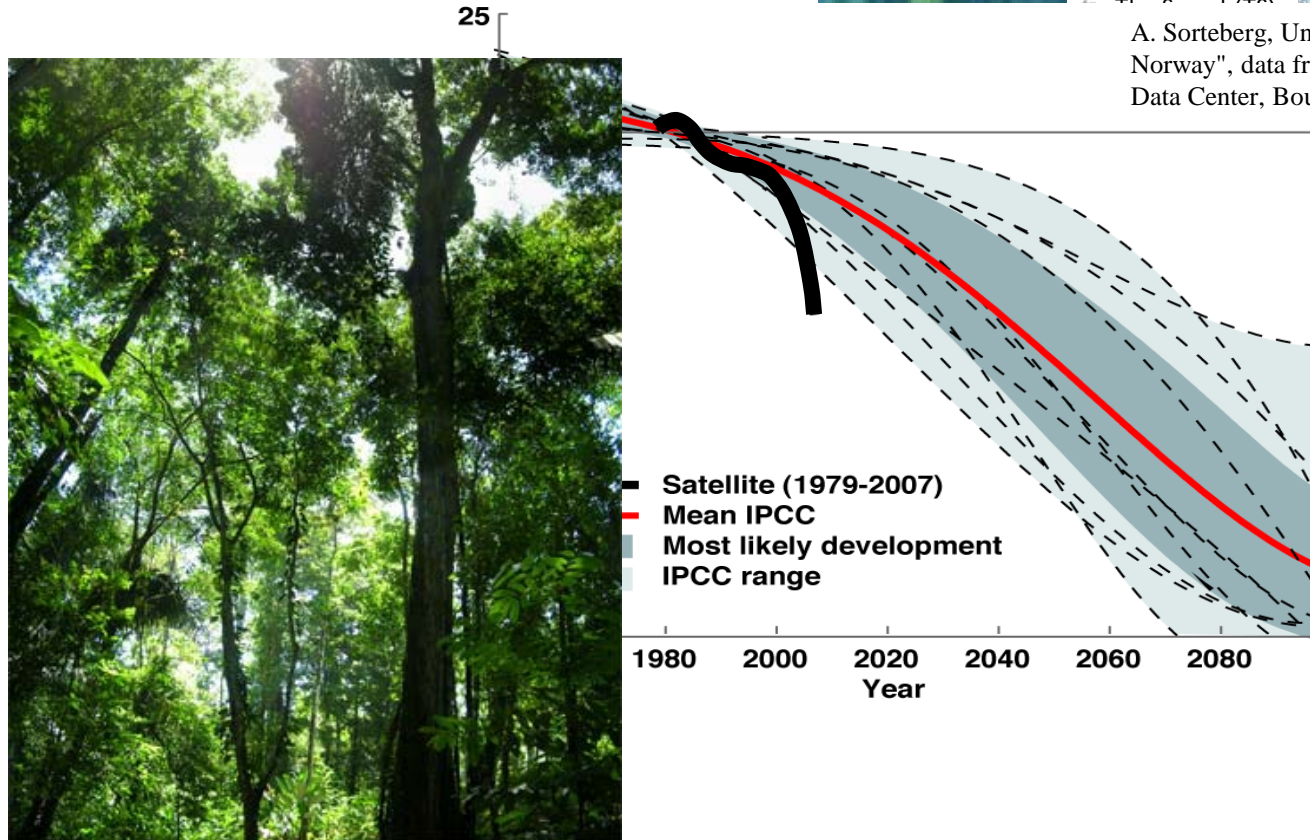 25
A. Sorteberg, Un
Norway", data fr
Data Center, Bou
Satellite (1979-2007)
Mean IPCC
Most likely development
IPCC range
1980 2000 2020 2040 2060 2080
Year